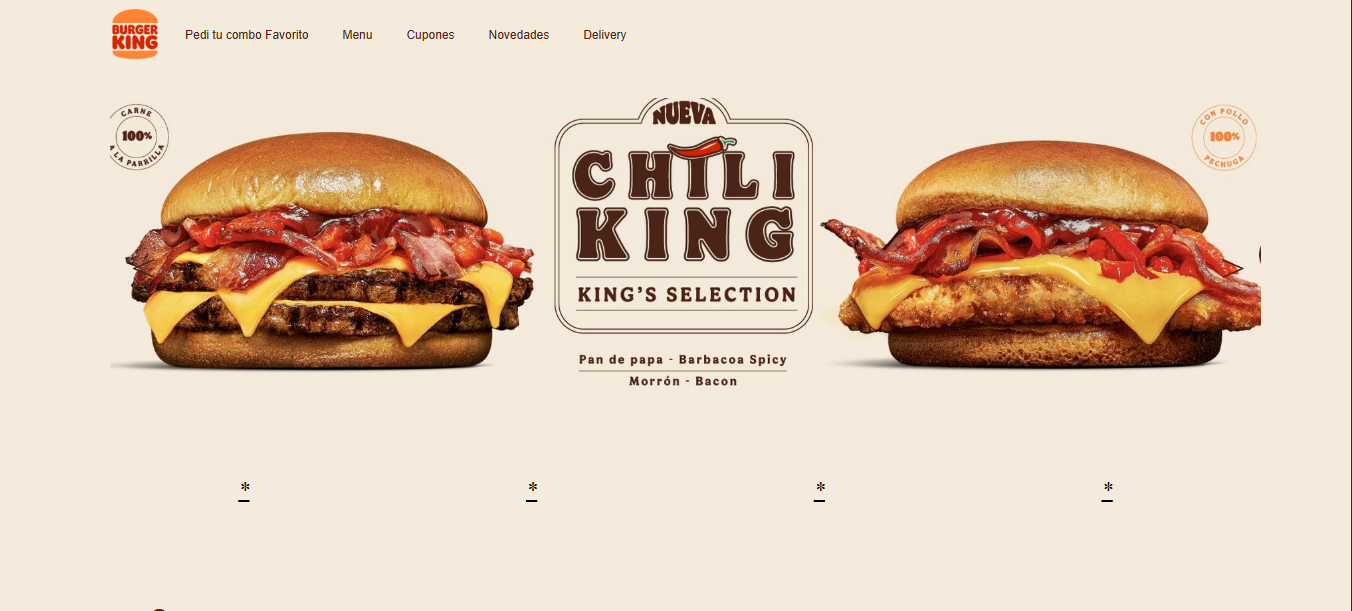 BURGER
KING
Pedi tu combo Favorito
Menu
Cupones
Novedades
Delivery
CARNE
100%
A LA PARRILLA
NUEVA
CHILI
KING
KING'S SELECTION
Pan de papa - Barbacoa Spicy
Morrón - Bacon
CON POLLO
100%
PECHUGA
* * * *